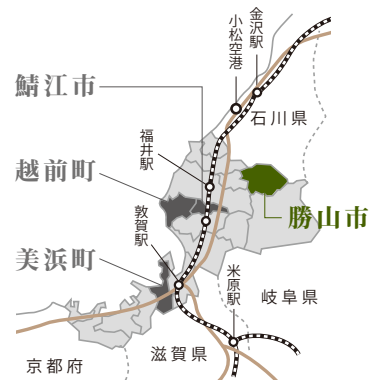 金沢駅
小松空港
石川県
鯖江市
福井駅
越前町
勝山市
敦賀駅
美浜町
米原駅
岐阜県
滋賀県
京都府